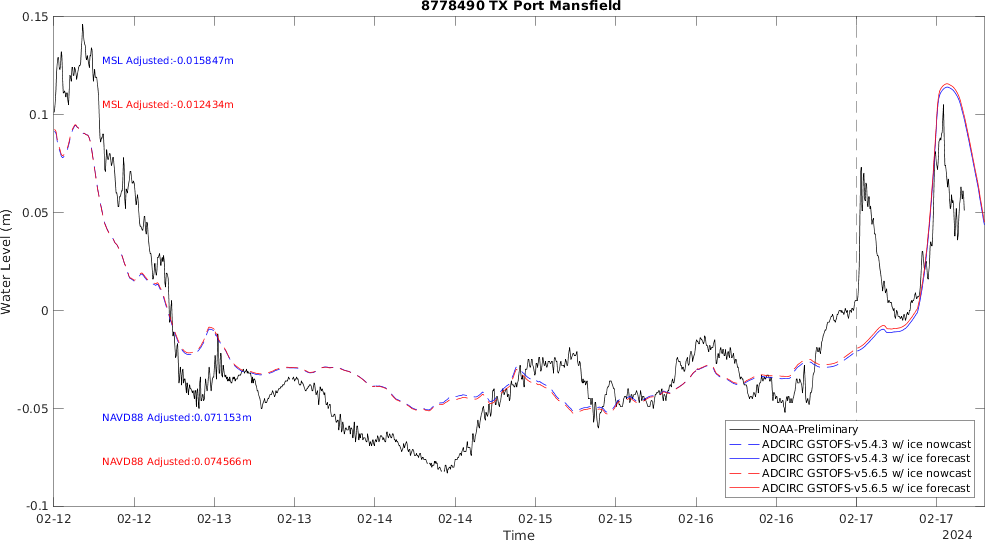 8778490 TX Port Mansfield
0.15
MSL Adjusted:-0.015847m
MSL Adjusted:-0.012434m
0.1
0.05
Water Level (m)
0
-0.05
NAVD88 Adjusted:0.071153m
NAVD88 Adjusted:0.074566m
NOAA-Preliminary
ADCIRC GSTOFS-v5.4.3 w/ ice nowcast
ADCIRC GSTOFS-v5.4.3 w/ ice forecast
ADCIRC GSTOFS-v5.6.5 w/ ice nowcast
ADCIRC GSTOFS-v5.6.5 w/ ice forecast
-0.1
02-12 02-12 02-13 02-13 02-14 02-14 02-15 02-15 02-16 02-16 02-17 02-17
Time
2024